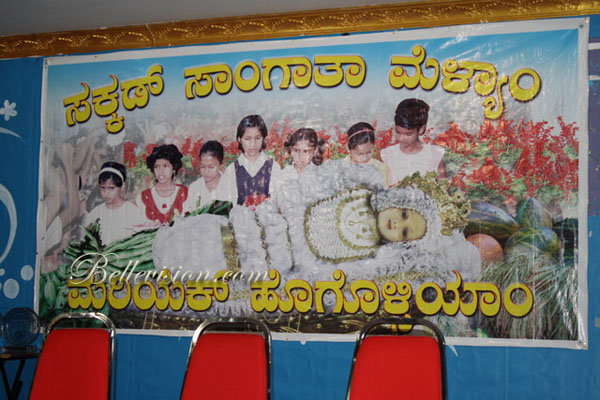 ಸಕ್ಕಡ್ ಸಾಂಗಾತಾ ಮೆಳ್ಯಾಂ
Bellevision.com
ಮರಿಯೆಕ್ ಹೊಗೊಳ್ಸಿಯಾಂ